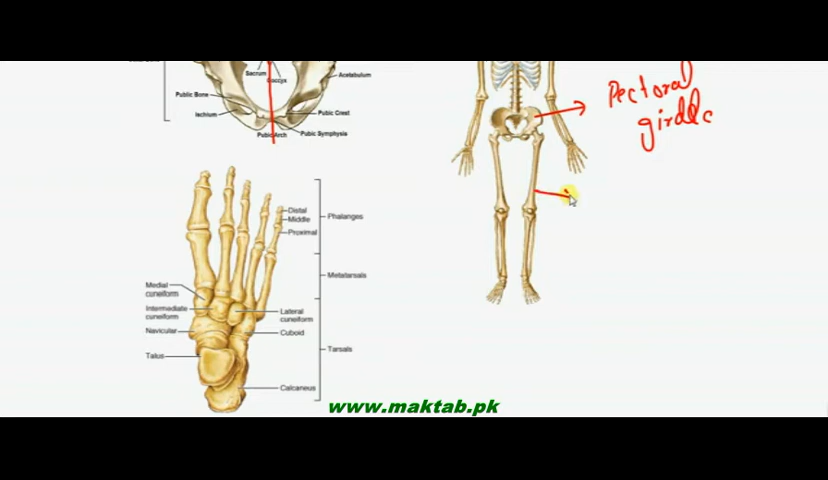 Sacrum
Coccyx
Acetabulum
Public Bone
Ischium
Pubic Crest
Pubic Arch
Pubic Symphysis
Pectoral
girdle
Distal
Middle
Phalanges
Proximal
Metatarsals
Medial
cuneiform
Intermediate
cuneiform
Lateral
cuneiform
Navicular
Cuboid
Talus
Tarsals
Calcaneus
www.maktab.pk